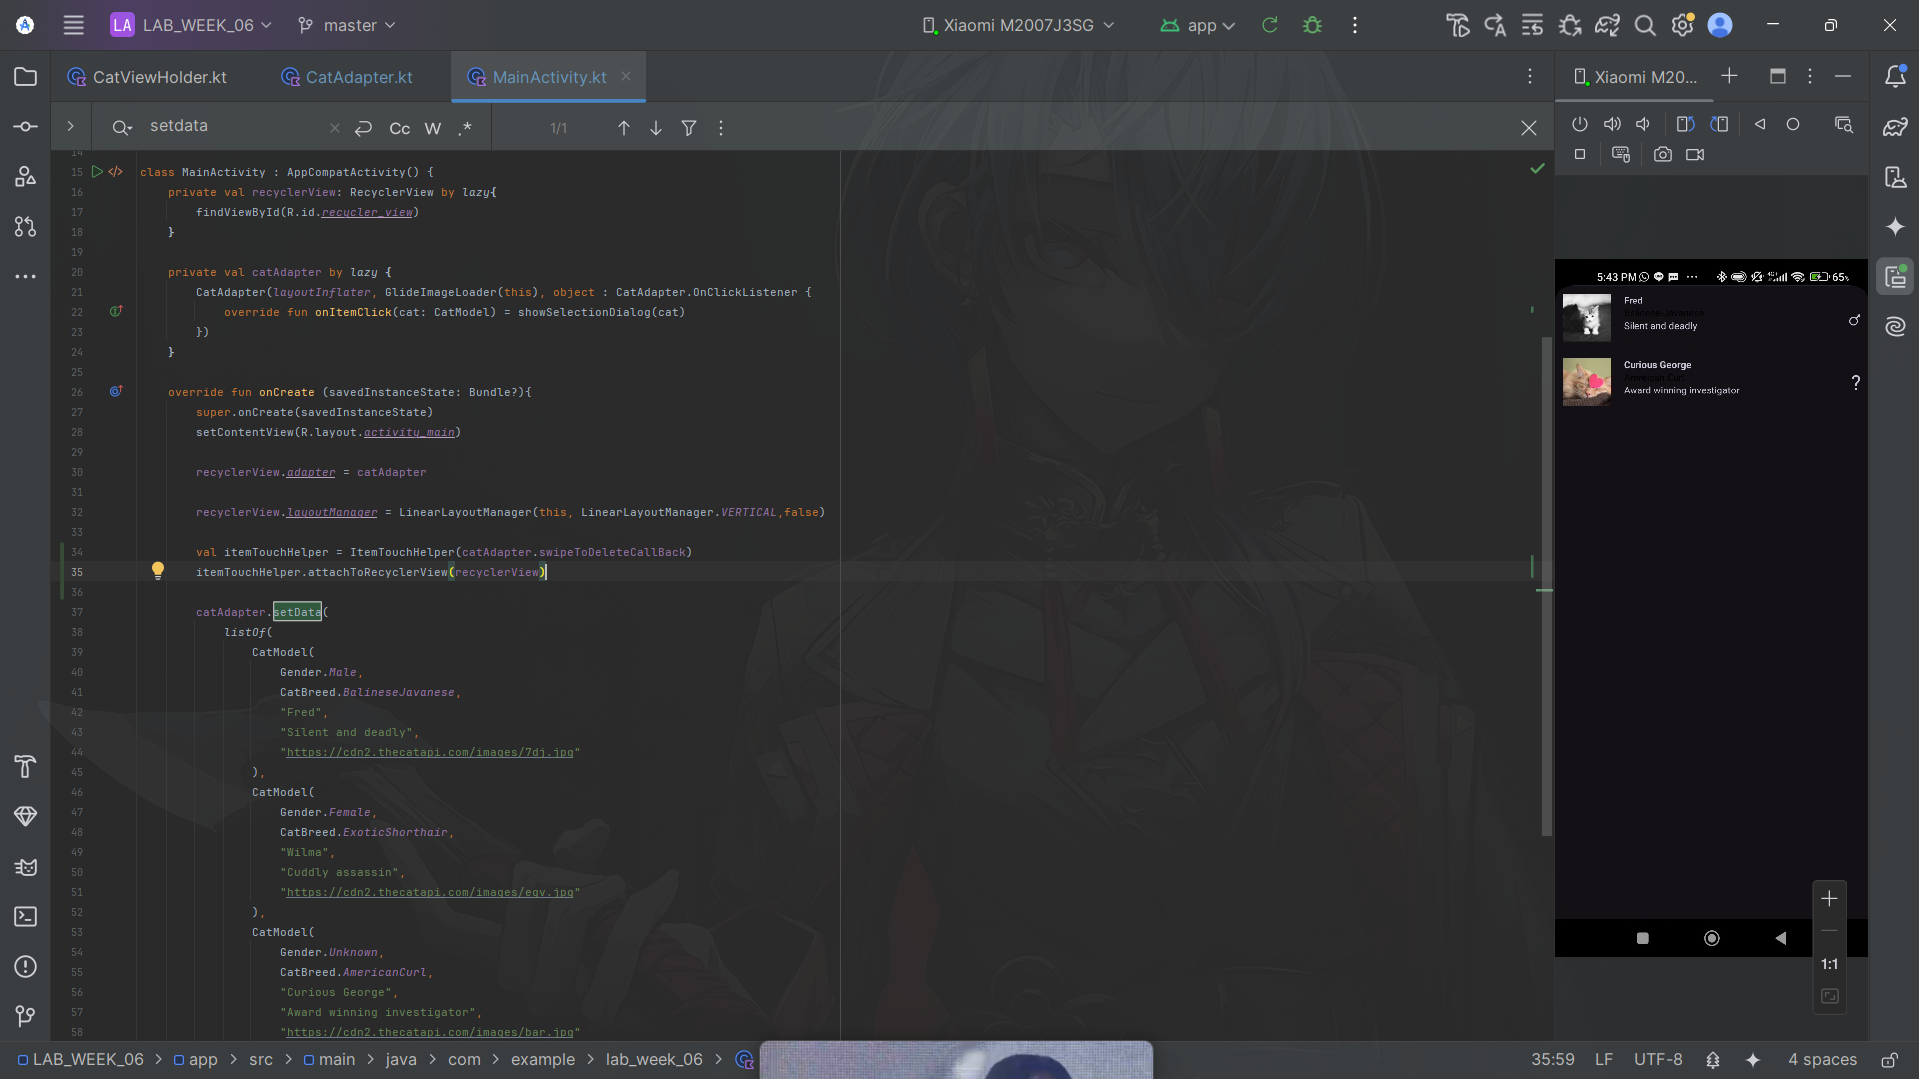 LA LAB_WEEK_06 master Xiaomi M2007J3SG app
CatViewHolder.kt CatAdapter.kt MainActivity.kt Xiaomi M20...
setdata Cc W .* 1/1
14
15 class MainActivity : AppCompatActivity() {
16 private val recyclerView: RecyclerView by lazy{
17 findViewById(R.id.recycler_view)
18 }
19
20 private val catAdapter by lazy {
21 CatAdapter(layoutInflater, GlideImageLoader(this), object : CatAdapter.OnClickListener {
22 override fun onItemClick(cat: CatModel) = showSelectionDialog(cat)
23 })
24 }
25
26 override fun onCreate (savedInstanceState: Bundle?){
27 super.onCreate(savedInstanceState)
28 setContentView(R.layout.activity_main)
29
30 recyclerView.adapter = catAdapter
31
32 recyclerView.layoutManager = LinearLayoutManager(this, LinearLayoutManager.VERTICAL,false)
33
34 val itemTouchHelper = ItemTouchHelper(catAdapter.swipeToDeleteCallBack)
35 itemTouchHelper.attachToRecyclerView(recyclerView)
36
37 catAdapter.setData(
38 listOf(
39 CatModel(
40 Gender.Male,
41 CatBreed.BalineseJavanese,
42 "Fred",
43 "Silent and deadly",
44 "https://cdn2.thecatapi.com/images/7dj.jpg"
45 ),
46 CatModel(
47 Gender.Female,
48 CatBreed.ExoticShorthair,
49 "Wilma",
50 "Cuddly assassin",
51 "https://cdn2.thecatapi.com/images/egv.jpg"
52 ),
53 CatModel(
54 Gender.Unknown,
55 CatBreed.AmericanCurl,
56 "Curious George",
57 "Award winning investigator",
58 "https://cdn2.thecatapi.com/images/bar.jpg"
5:43 PM ... 65%
Fred
Balinese-Javanese
Silent and deadly
Curious George
American Curl
Award winning investigator
?
1:1
LAB_WEEK_06 > app > src > main > java > com > example > lab_week_06 > 35:59 LF UTF-8 4 spaces